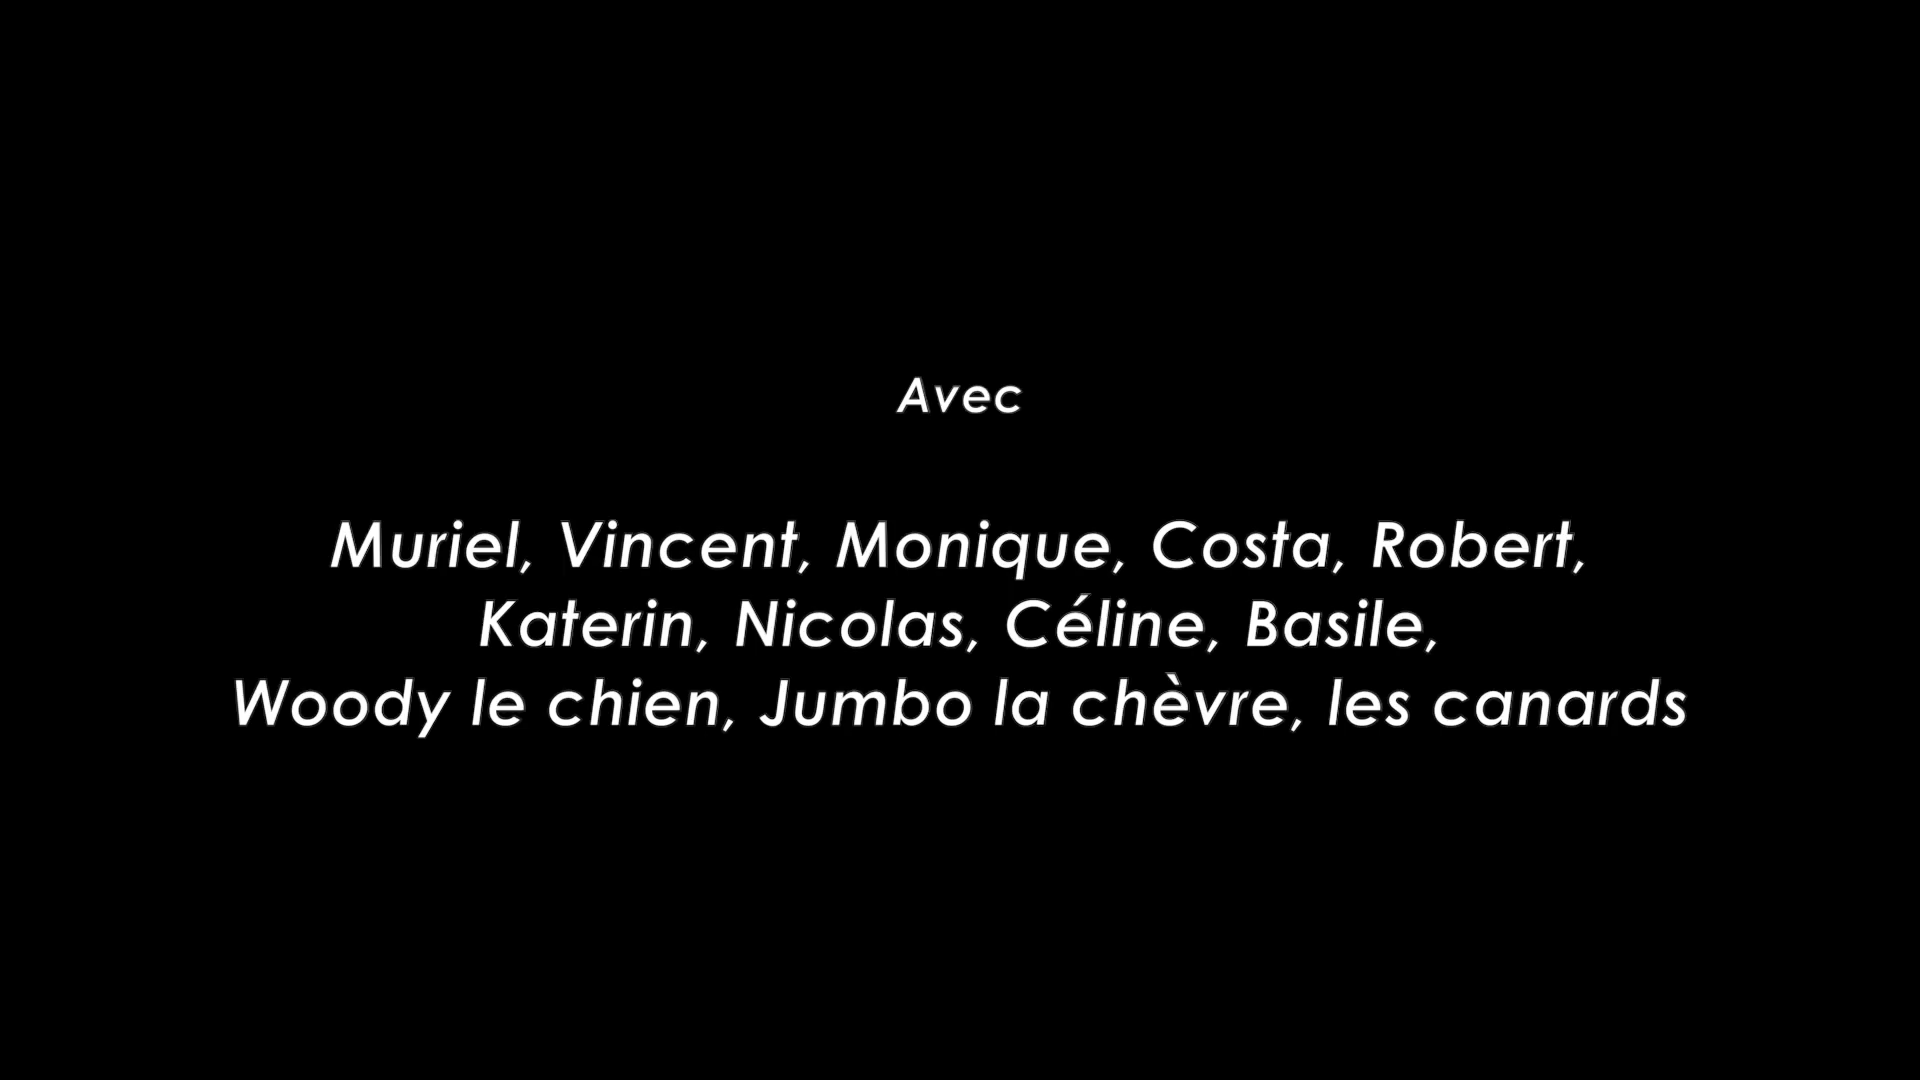 Avec
Muriel, Vincent, Monique, Costa, Robert,
Katerin, Nicolas, Céline, Basile,
Woody le chien, Jumbo la chèvre, les canards